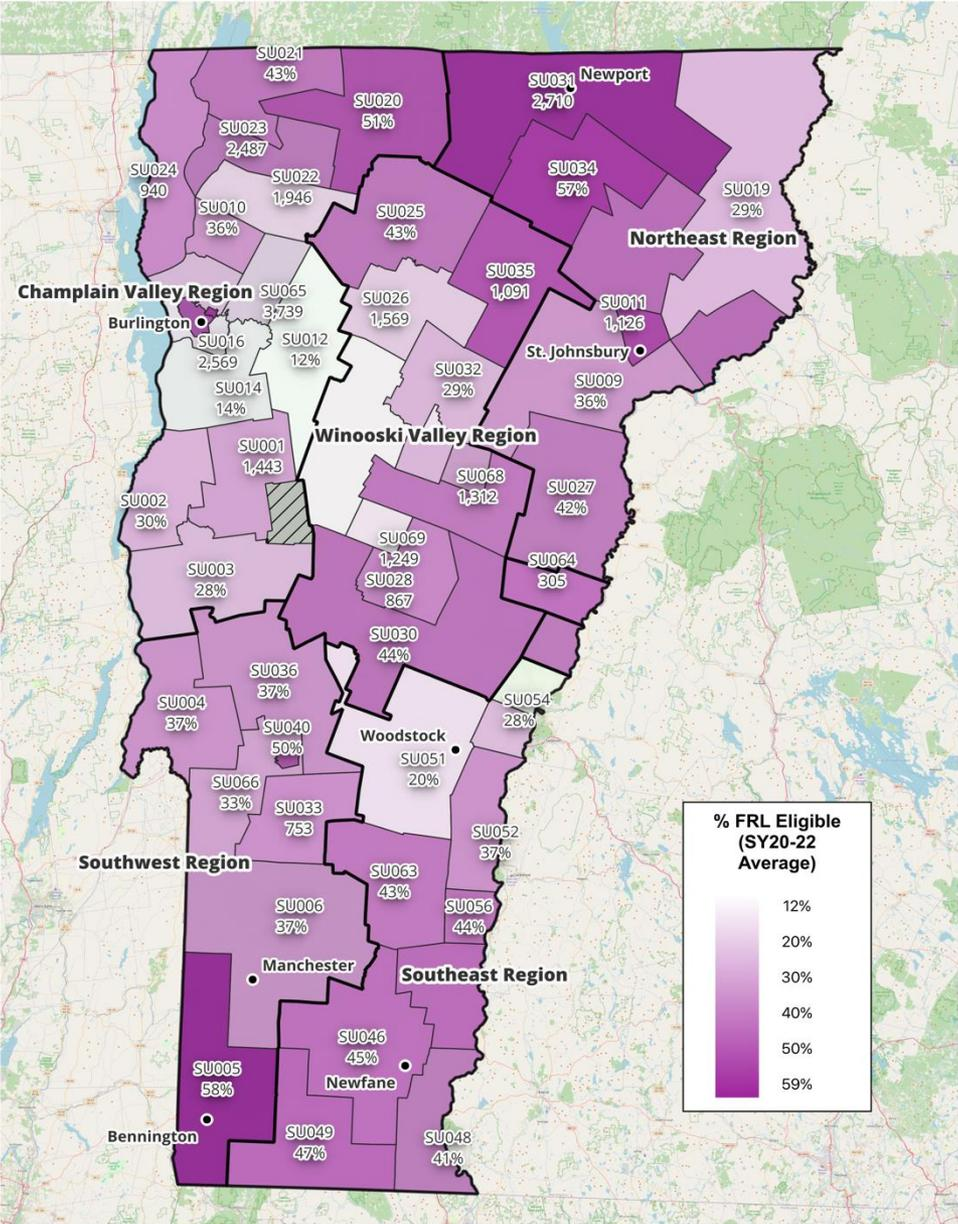 SU021
43%
SU031
2,710
Newport
SU020
51%
SU023
2,487
SU024
940
SU022
1,946
SU034
57%
SU019
29%
SU010
36%
SU025
43%
Northeast Region
SU035
1,091
Champlain Valley Region
SU065
3,739
SU026
1,569
SU011
1,126
Burlington
SU016
2,569
SU012
12%
St. Johnsbury
SU032
29%
SU014
14%
SU009
36%
Winooski Valley Region
SU001
1,443
SU068
1,312
SU027
42%
SU002
30%
SU069
1,249
SU003
28%
SU028
867
SU064
305
SU030
44%
SU036
37%
SU004
37%
SU054
28%
SU040
50%
Woodstock
SU051
20%
SU066
33%
SU033
753
SU052
37%
Southwest Region
SU063
43%
SU006
37%
SU056
44%
Manchester
Southeast Region
SU046
45%
SU005
58%
Newfane
Bennington
SU049
47%
SU048
41%
% FRL Eligible
(SY20-22
Average)
12%
20%
30%
40%
50%
59%